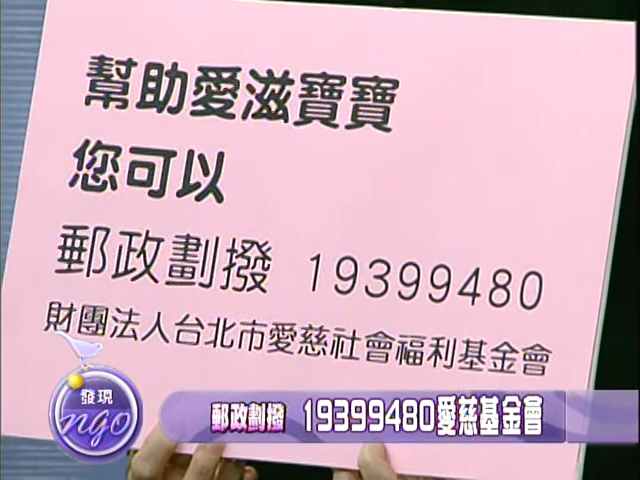 幫助愛滋寶寶
您可以
郵政劃撥 19399480
財團法人台北市愛慈社會福利基金會
發現
ngo
郵政劃撥 19399480愛慈基金會